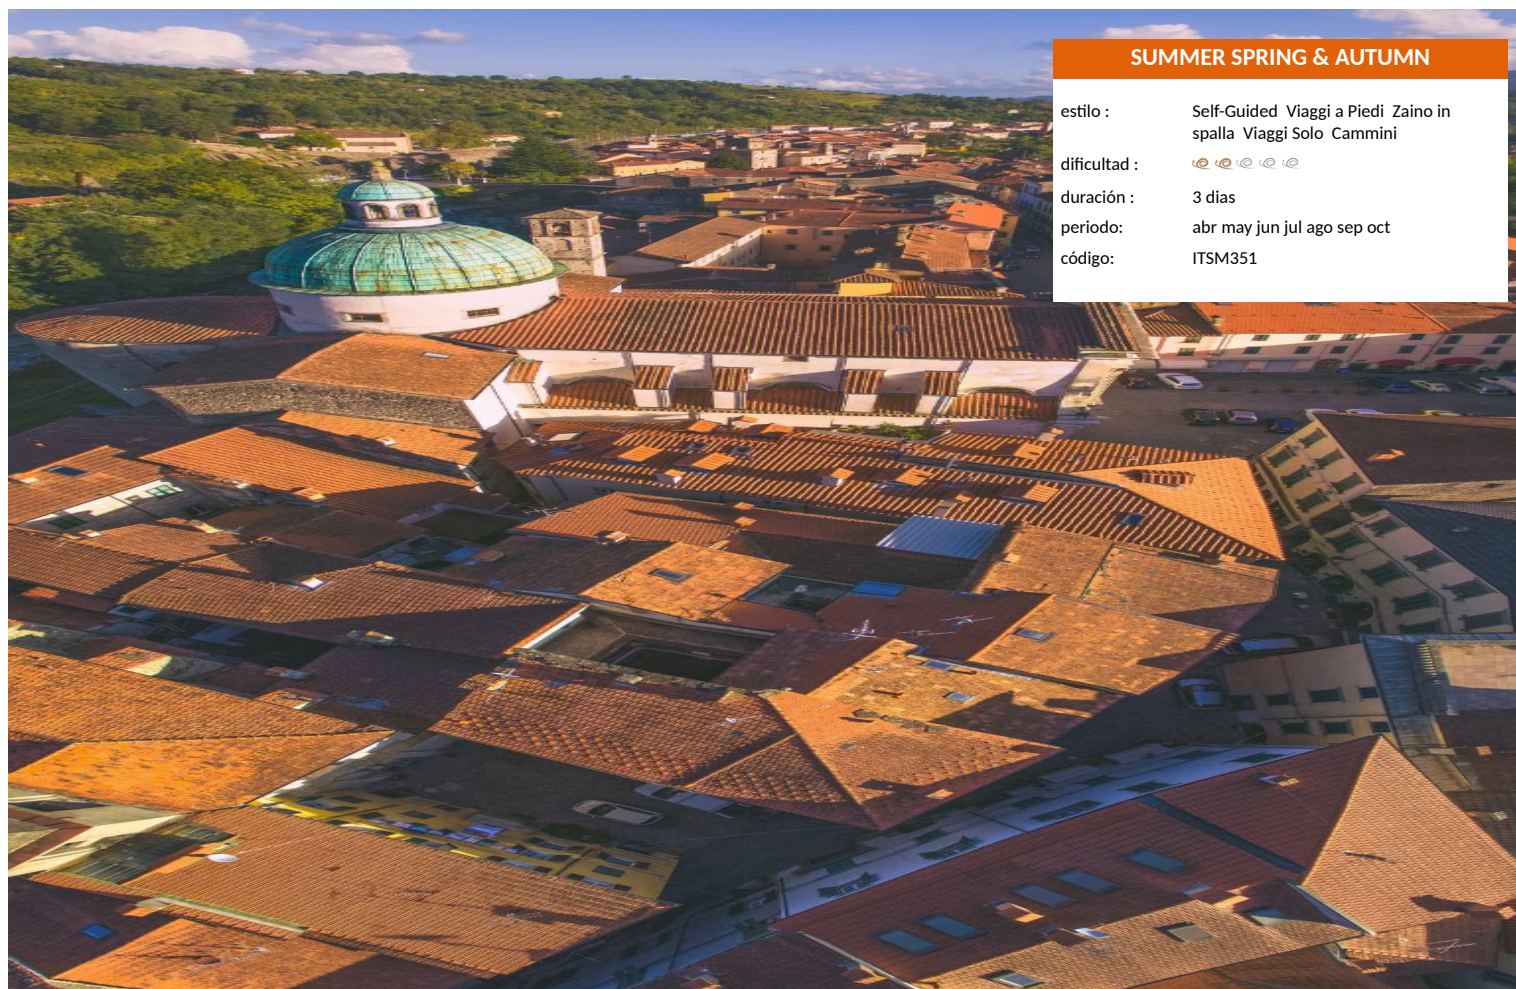 SUMMER SPRING & AUTUMN
estilo : Self-Guided Viaggi a Piedi Zaino in
spalla Viaggi Solo Cammini
dificultad :
duración : 3 dias
periodo: abr may jun jul ago sep oct
código: ITSM351